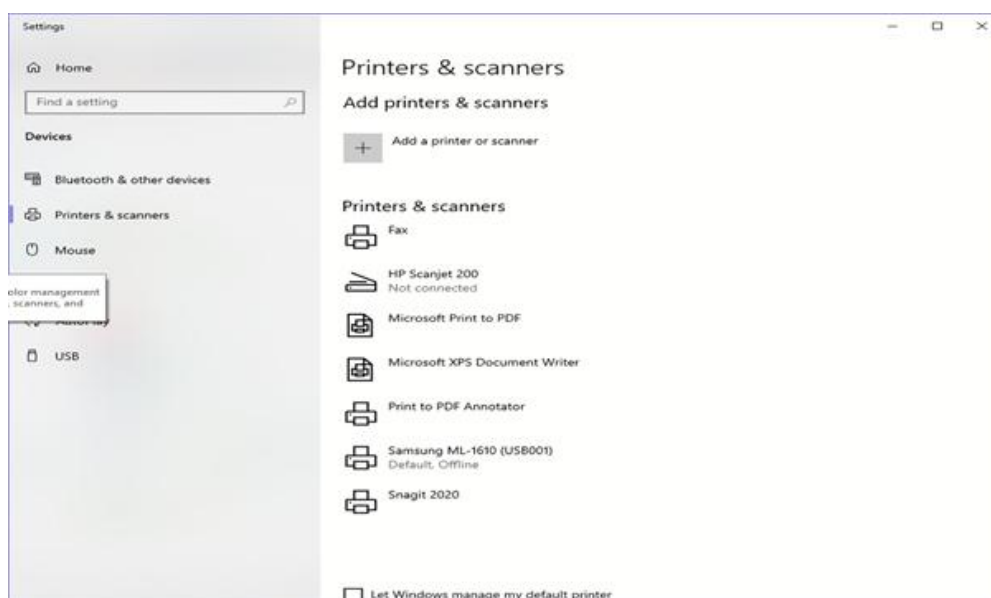 Settings
Home
Find a setting
Devices
Bluetooth & other devices
Printers & scanners
Mouse
color management
, scanners, and
AutoPlay
USB
Printers & scanners
Add printers & scanners
Add a printer or scanner
Printers & scanners
Fax
HP Scanjet 200
Not connected
Microsoft Print to PDF
Microsoft XPS Document Writer
Print to PDF Annotator
Samsung ML-1610 (USB001)
Default, Offline
Snagit 2020
Let Windows manage my default printer